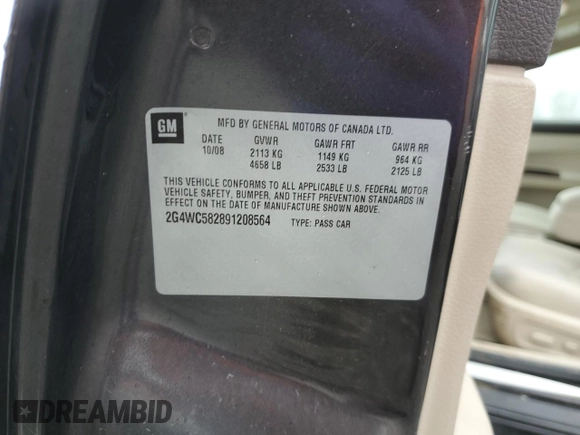 GM
MFD BY GENERAL MOTORS OF CANADA LTD.
DATE GVWR GAWR FRT GAWR RR
10/08 2113 KG 1149 KG 964 KG
4658 LB 2533 LB 2125 LB
THIS VEHICLE CONFORMS TO ALL APPLICABLE U.S. FEDERAL MOTOR
VEHICLE SAFETY, BUMPER, AND THEFT PREVENTION STANDARDS IN
EFFECT ON THE DATE OF MANUFACTURE SHOWN ABOVE.
2G4WC582891208564 TYPE: PASS CAR
DREAMBID